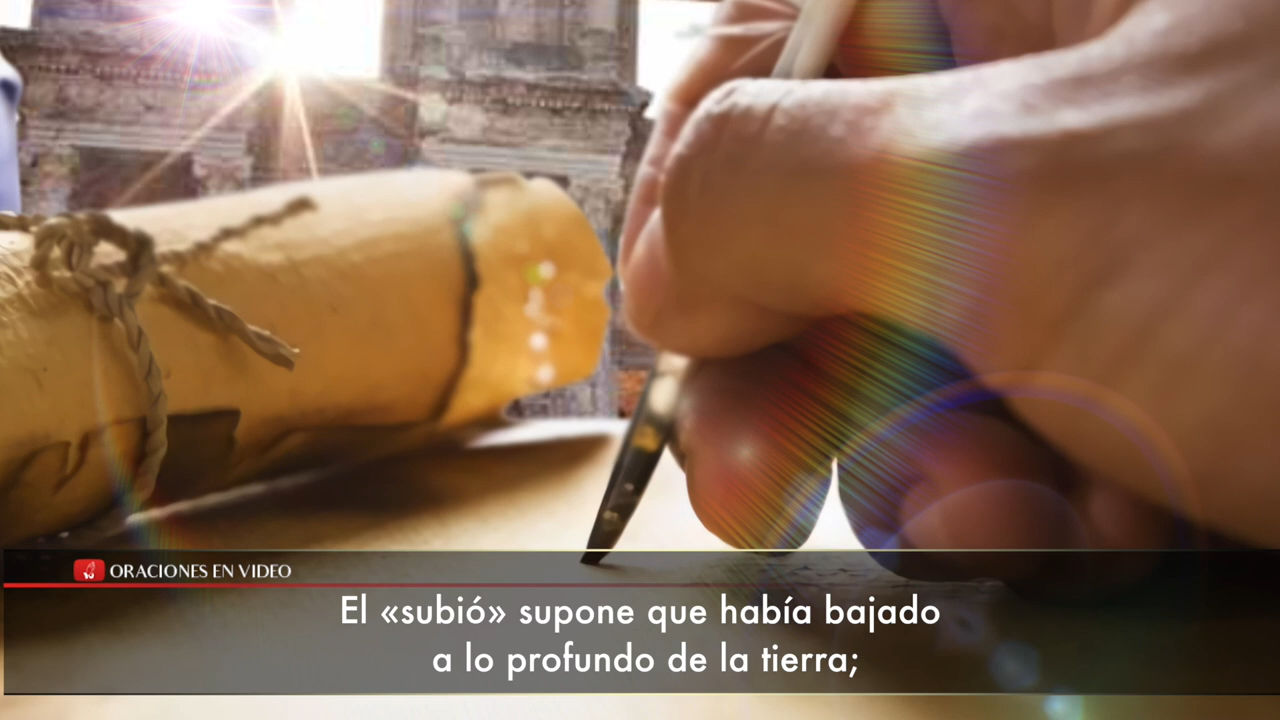 ORACIONES EN VIDEO
El «subió» supone que había bajado
a lo profundo de la tierra;